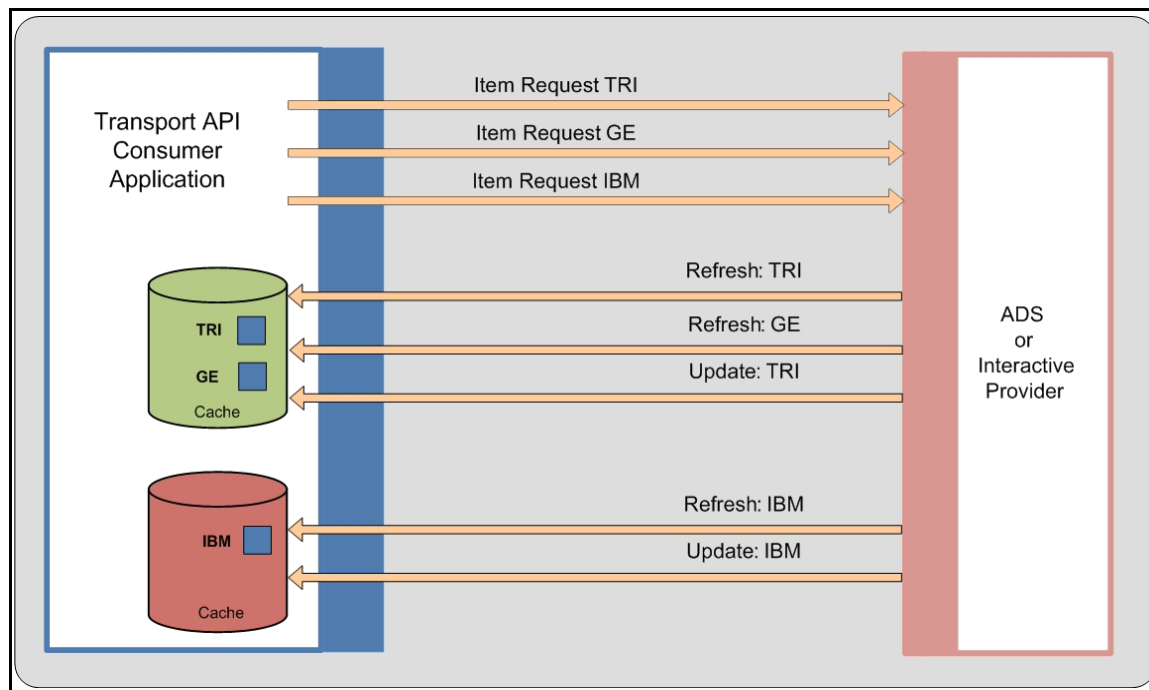 Transport API
Consumer
Application
Item Request TRI
Item Request GE
Item Request IBM
Refresh: TRI
Refresh: GE
Update: TRI
TRI
GE
Cache
Refresh: IBM
Update: IBM
IBM
Cache
ADS
or
Interactive
Provider